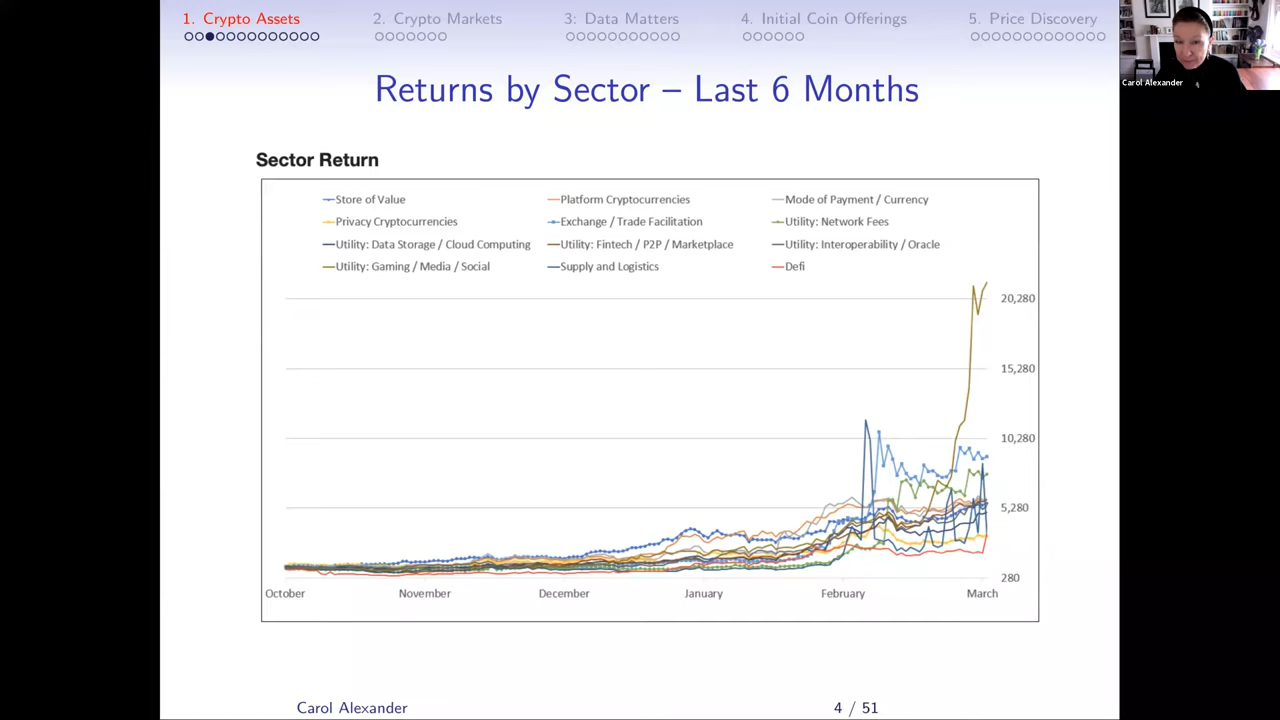 1. Crypto Assets 2. Crypto Markets 3: Data Matters 4. Initial Coin Offerings 5. Price Discovery
Carol Alexander
Returns by Sector – Last 6 Months
Sector Return
Store of Value Platform Cryptocurrencies Mode of Payment / Currency
Privacy Cryptocurrencies Exchange / Trade Facilitation Utility: Network Fees
Utility: Data Storage / Cloud Computing Utility: Fintech / P2P / Marketplace Utility: Interoperability / Oracle
Utility: Gaming / Media / Social Supply and Logistics Defi
20,280
15,280
10,280
5,280
280
October November December January February March
Carol Alexander 4 / 51